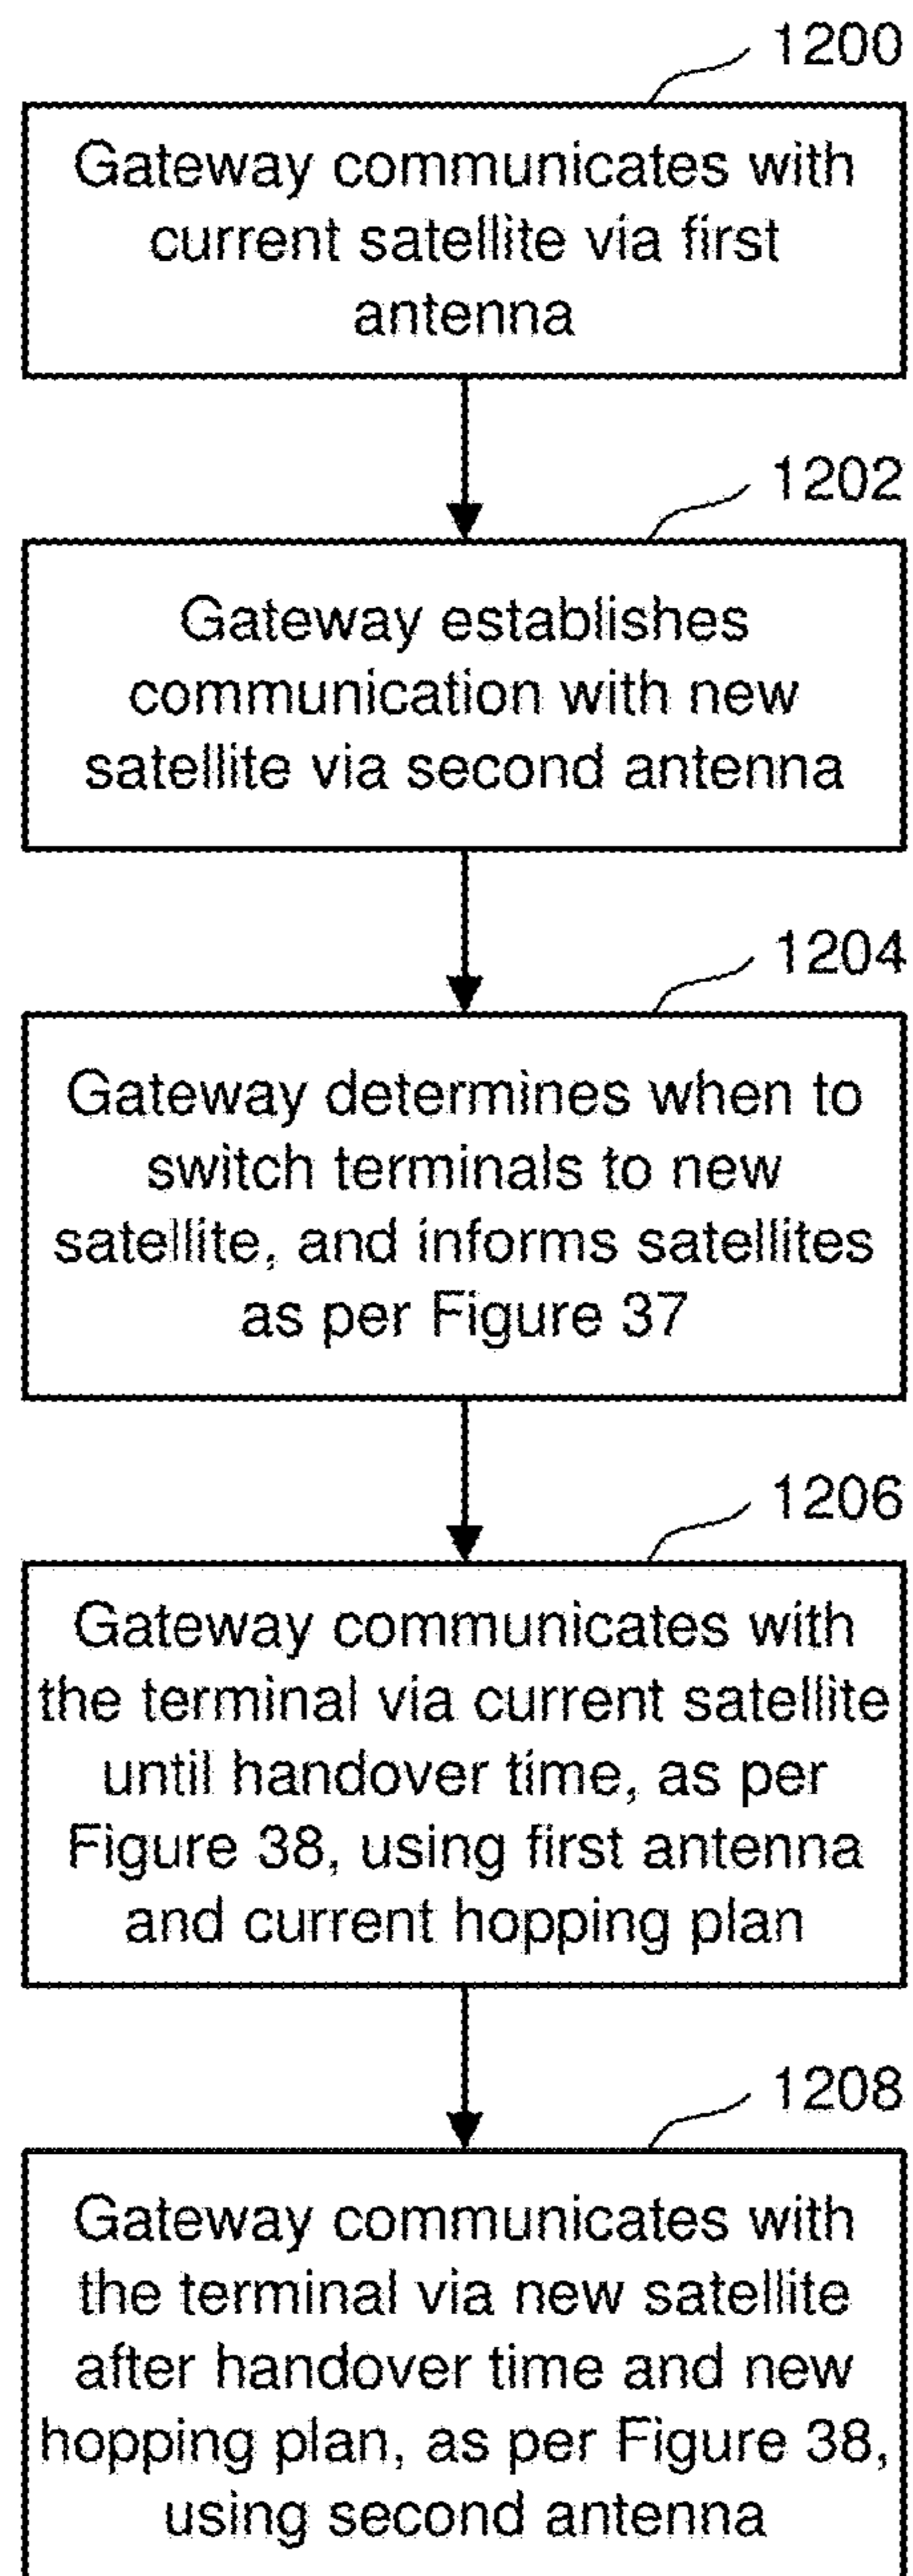 1200
Gateway communicates with
current satellite via first
antenna
1202
Gateway establishes
communication with new
satellite via second antenna
1204
Gateway determines when to
switch terminals to new
satellite, and informs satellites
as per Figure 37
1206
Gateway communicates with
the terminal via current satellite
until handover time, as per
Figure 38, using first antenna
and current hopping plan
1208
Gateway communicates with
the terminal via new satellite
after handover time and new
hopping plan, as per Figure 38,
using second antenna